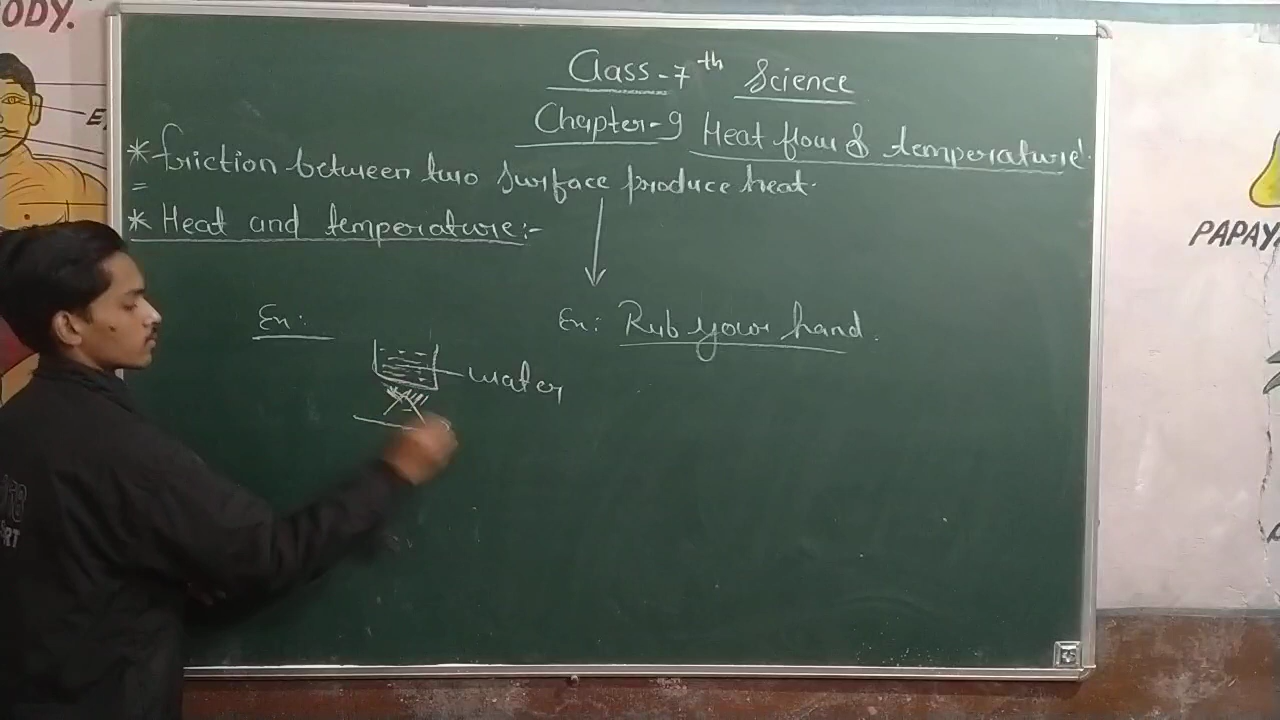 ODY.
Class-7th Science
Chapter-9 Heat flow & temperature
* friction between two surface produce heat.
* Heat and temperature:-
Ex:
Ex: Rub your hand.
water
PAPAYA